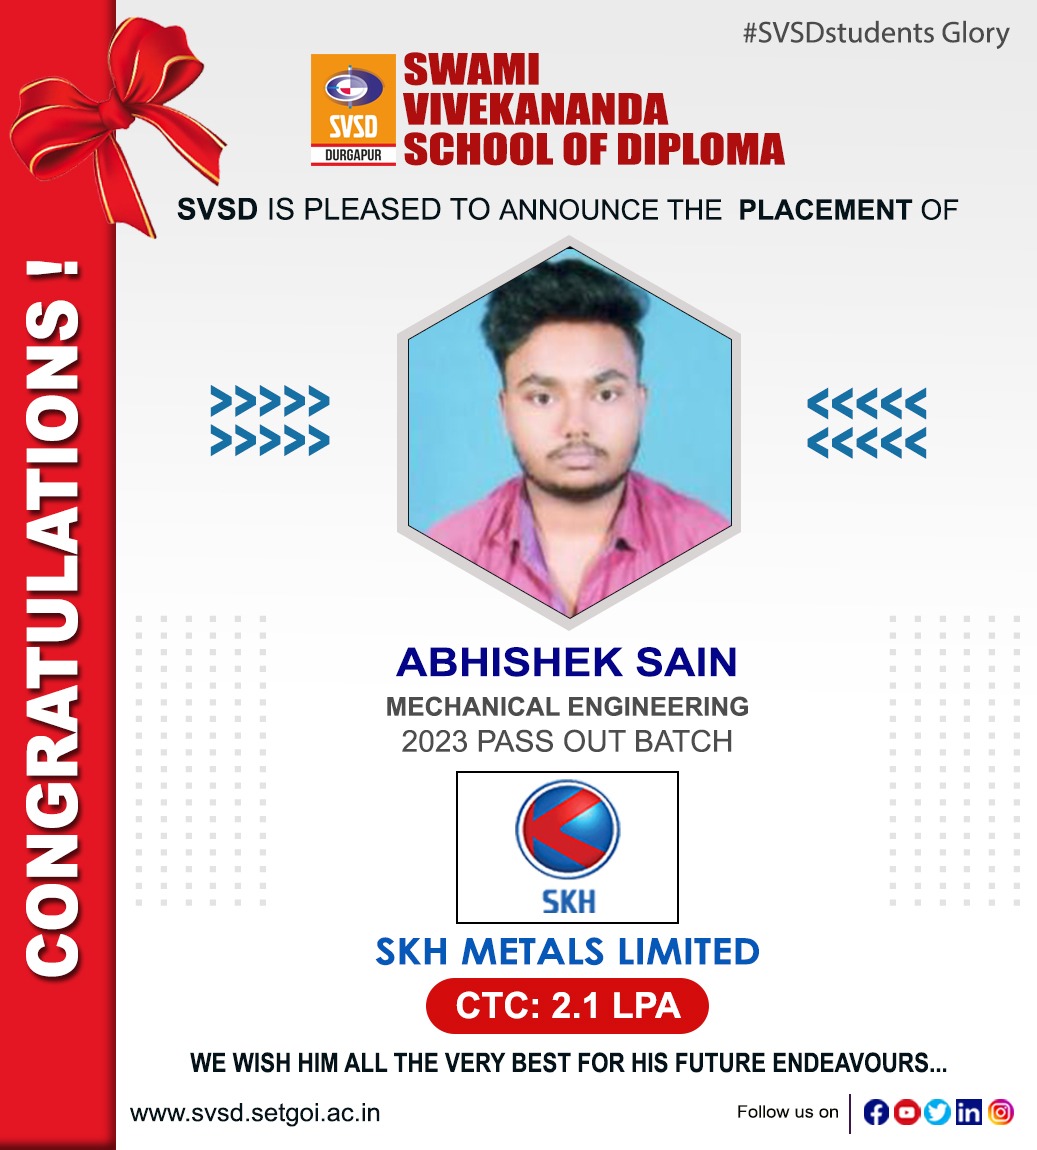 #SVSDstudents Glory
SVSD
DURGAPUR
SWAMI
VIVEKANANDA
SCHOOL OF DIPLOMA
SVSD IS PLEASED TO ANNOUNCE THE PLACEMENT OF
CONGRATULATIONS !
ABHISHEK SAIN
MECHANICAL ENGINEERING
2023 PASS OUT BATCH
SKH
SKH METALS LIMITED
CTC: 2.1 LPA
WE WISH HIM ALL THE VERY BEST FOR HIS FUTURE ENDEAVOURS...
www.svsd.setgoi.ac.in
Follow us on